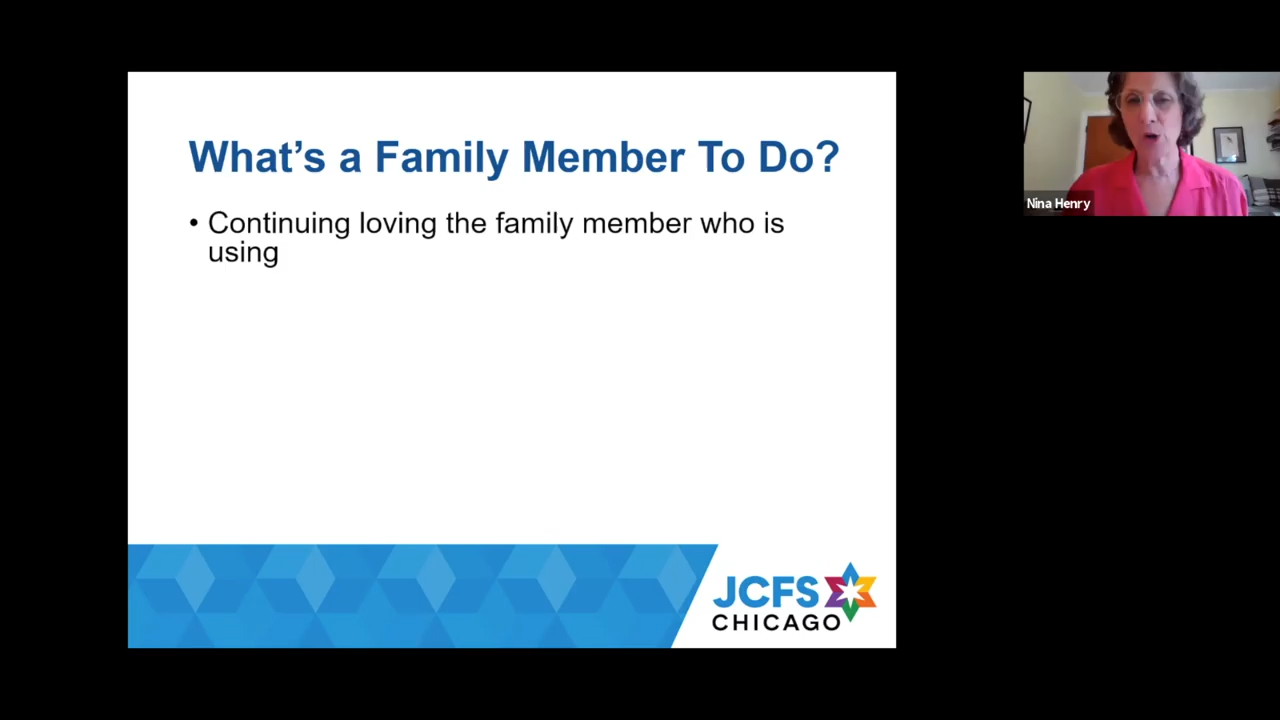 What's a Family Member To Do?
• Continuing loving the family member who is
using
JCFS
CHICAGO
Nina Henry